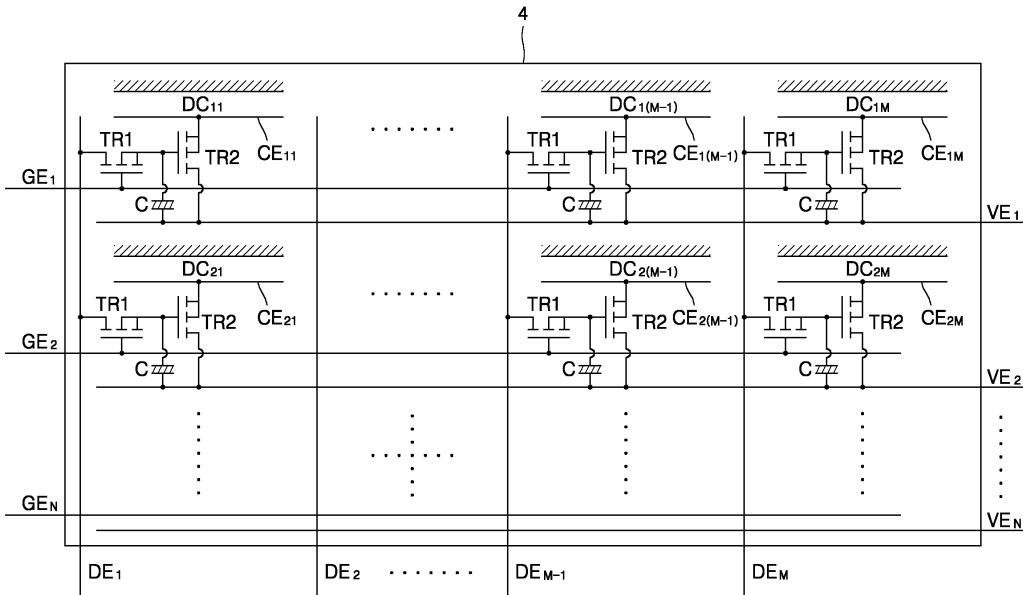 4
DC11 DC1(M-1) DC1M
TR1 TR2 CE11 TR1 TR2 CE1(M-1) TR1 TR2 CE1M
GE1 C C C VE1
DC21 DC2(M-1) DC2M
TR1 TR2 CE21 TR1 TR2 CE2(M-1) TR1 TR2 CE2M
GE2 C C C VE2
GEN VEN
DE1 DE2 ........ DEM-1 DEM